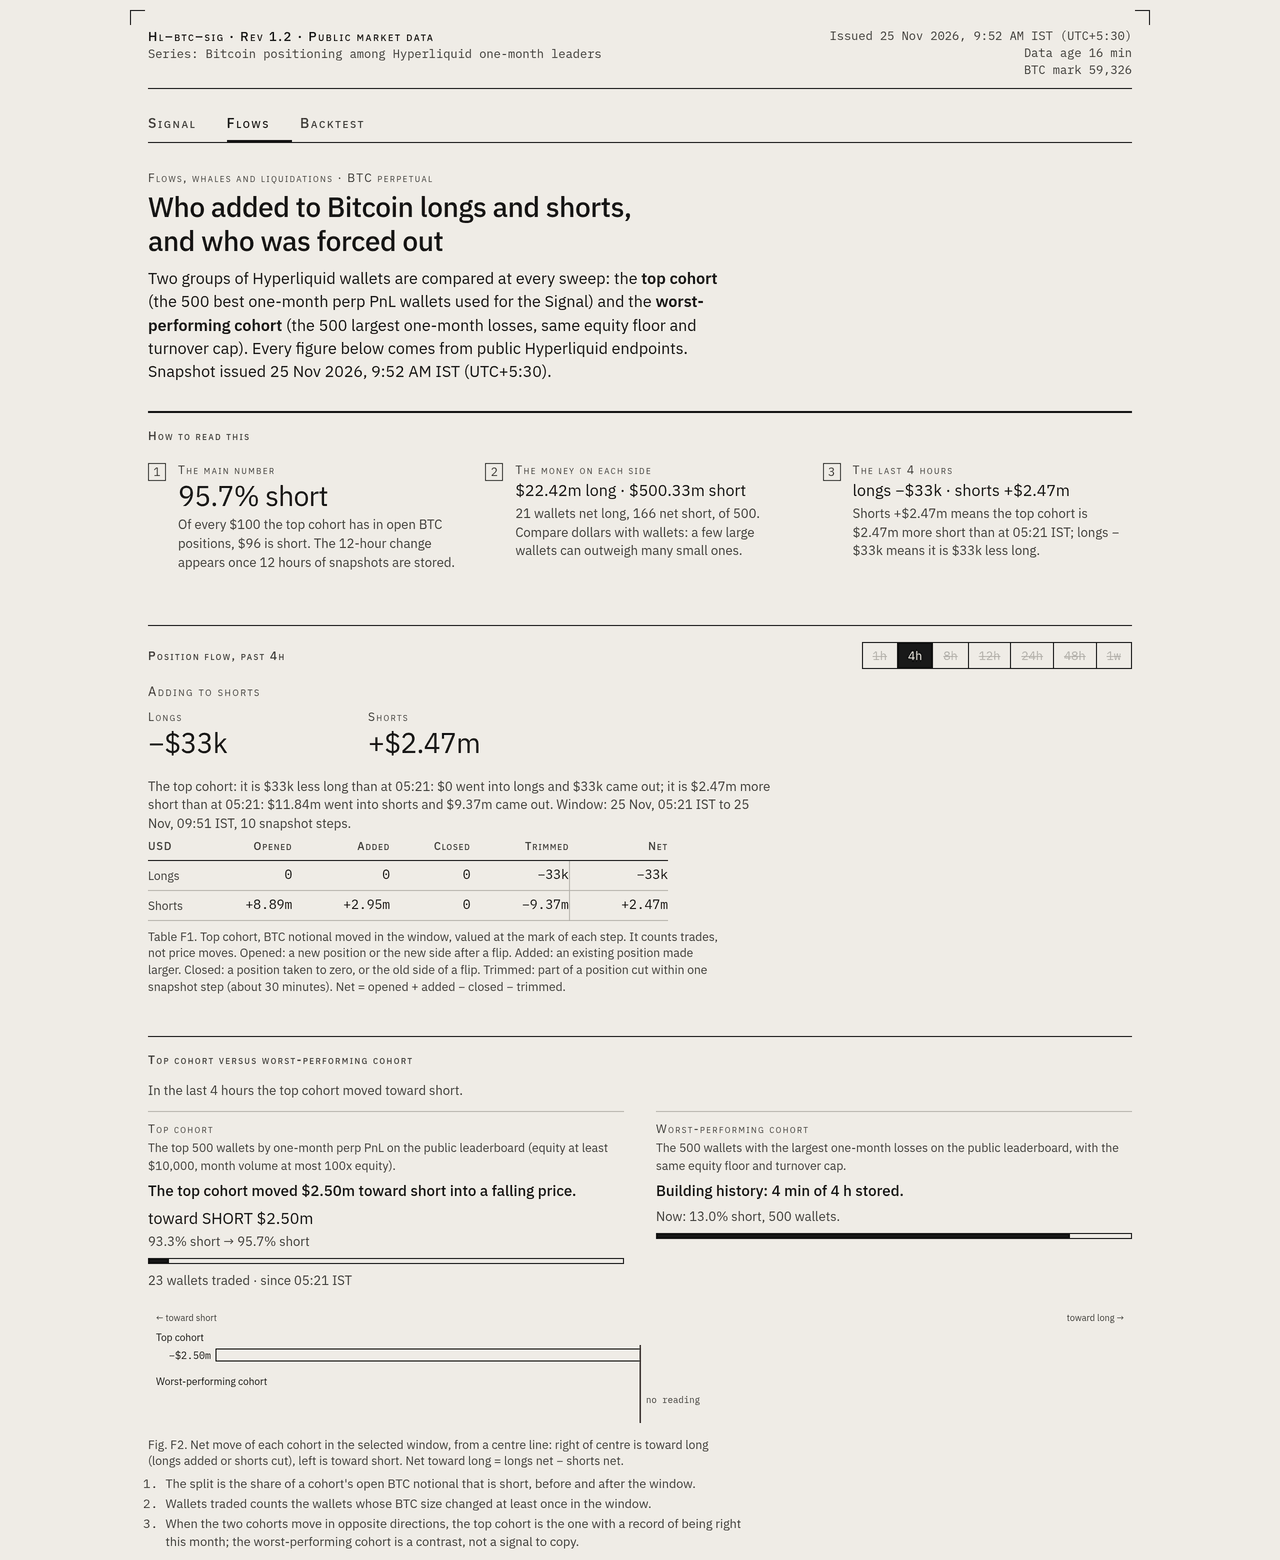 HL–BTC–SIG · REV 1.2 · PUBLIC MARKET DATA
Series: Bitcoin positioning among Hyperliquid one-month leaders
Issued 25 Nov 2026, 9:52 AM IST (UTC+5:30)
Data age 16 min
BTC mark 59,326
SIGNAL FLOWS BACKTEST
FLOWS, WHALES AND LIQUIDATIONS · BTC PERPETUAL
Who added to Bitcoin longs and shorts,
and who was forced out
Two groups of Hyperliquid wallets are compared at every sweep: the top cohort
(the 500 best one-month perp PnL wallets used for the Signal) and the worst-
performing cohort (the 500 largest one-month losses, same equity floor and
turnover cap). Every figure below comes from public Hyperliquid endpoints.
Snapshot issued 25 Nov 2026, 9:52 AM IST (UTC+5:30).
HOW TO READ THIS
1 THE MAIN NUMBER
95.7% short
Of every $100 the top cohort has in open BTC
positions, $96 is short. The 12-hour change
appears once 12 hours of snapshots are stored.
2 THE MONEY ON EACH SIDE
$22.42m long · $500.33m short
21 wallets net long, 166 net short, of 500.
Compare dollars with wallets: a few large
wallets can outweigh many small ones.
3 THE LAST 4 HOURS
longs −$33k · shorts +$2.47m
Shorts +$2.47m means the top cohort is
$2.47m more short than at 05:21 IST; longs −
$33k means it is $33k less long.
POSITION FLOW, PAST 4H
1h 4h 8h 12h 24h 48h 1w
ADDING TO SHORTS
LONGS SHORTS
−$33k +$2.47m
The top cohort: it is $33k less long than at 05:21: $0 went into longs and $33k came out; it is $2.47m more
short than at 05:21: $11.84m went into shorts and $9.37m came out. Window: 25 Nov, 05:21 IST to 25
Nov, 09:51 IST, 10 snapshot steps.
USD OPENED ADDED CLOSED TRIMMED NET
Longs 0 0 0 −33k −33k
Shorts +8.89m +2.95m 0 −9.37m +2.47m
Table F1. Top cohort, BTC notional moved in the window, valued at the mark of each step. It counts trades,
not price moves. Opened: a new position or the new side after a flip. Added: an existing position made
larger. Closed: a position taken to zero, or the old side of a flip. Trimmed: part of a position cut within one
snapshot step (about 30 minutes). Net = opened + added − closed − trimmed.
TOP COHORT VERSUS WORST-PERFORMING COHORT
In the last 4 hours the top cohort moved toward short.
TOP COHORT
The top 500 wallets by one-month perp PnL on the public leaderboard (equity at least
$10,000, month volume at most 100x equity).
The top cohort moved $2.50m toward short into a falling price.
toward SHORT $2.50m
93.3% short → 95.7% short
23 wallets traded · since 05:21 IST
WORST-PERFORMING COHORT
The 500 wallets with the largest one-month losses on the public leaderboard, with the
same equity floor and turnover cap.
Building history: 4 min of 4 h stored.
Now: 13.0% short, 500 wallets.
← toward short toward long →
Top cohort
−$2.50m
Worst-performing cohort
no reading
Fig. F2. Net move of each cohort in the selected window, from a centre line: right of centre is toward long
(longs added or shorts cut), left is toward short. Net toward long = longs net − shorts net.
1. The split is the share of a cohort's open BTC notional that is short, before and after the window.
2. Wallets traded counts the wallets whose BTC size changed at least once in the window.
3. When the two cohorts move in opposite directions, the top cohort is the one with a record of being right
this month; the worst-performing cohort is a contrast, not a signal to copy.